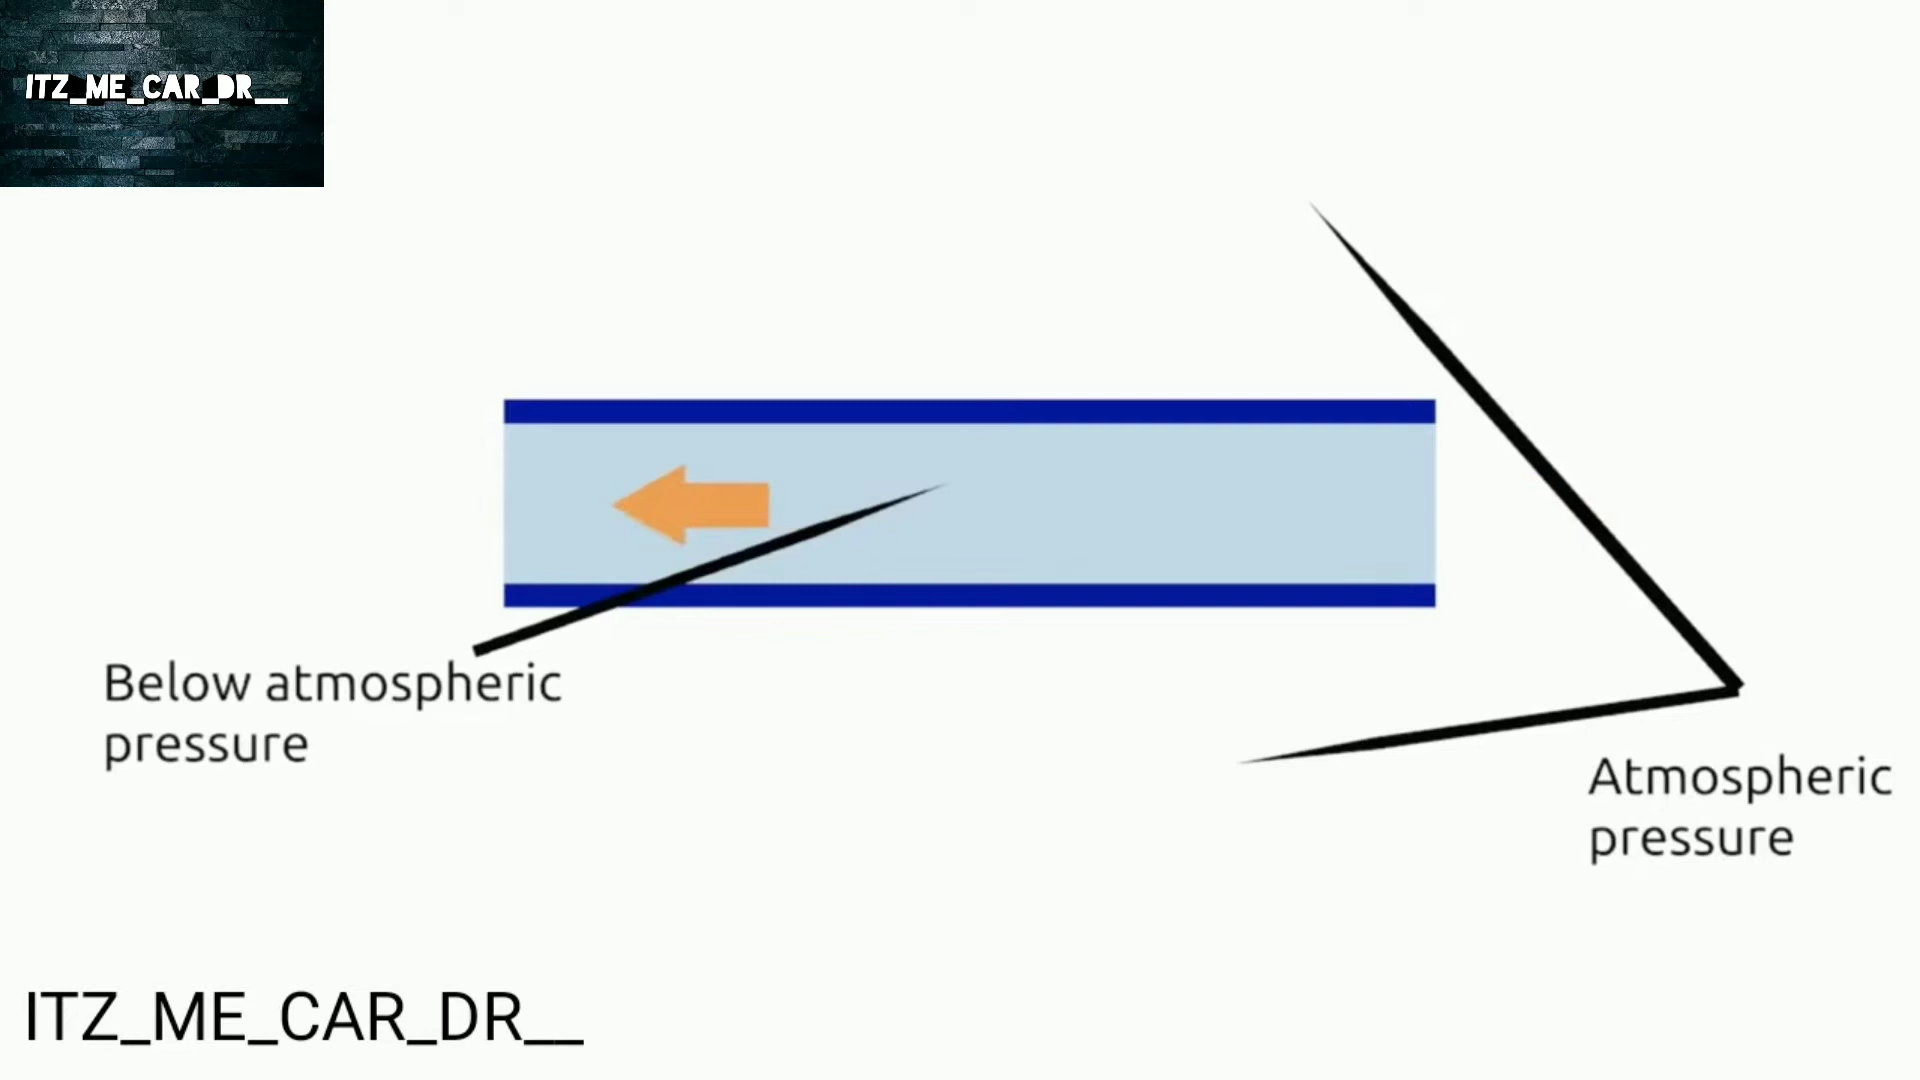 ITZ_ME_CAR_DR__
Below atmospheric
pressure
Atmospheric
pressure
ITZ_ME_CAR_DR__